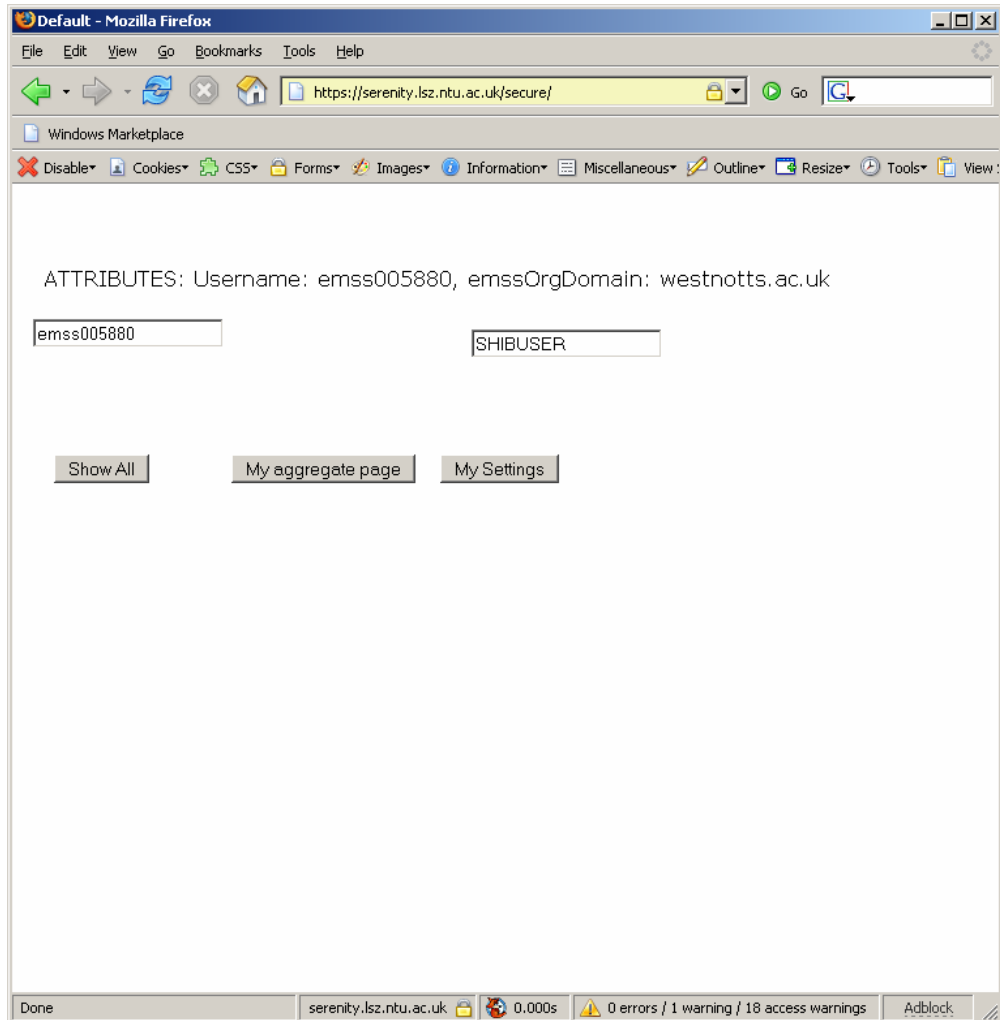 Default - Mozilla Firefox
File Edit View Go Bookmarks Tools Help
https://serenity.lsz.ntu.ac.uk/secure/ Go G
Windows Marketplace
Disable Cookies CSS Forms Images Information Miscellaneous Outline Resize Tools View
ATTRIBUTES: Username: emss005880, emssOrgDomain: westnotts.ac.uk
emss005880
SHIBUSER
Show All My aggregate page My Settings
Done serenity.lsz.ntu.ac.uk 0.000s 0 errors / 1 warning / 18 access warnings Adblock